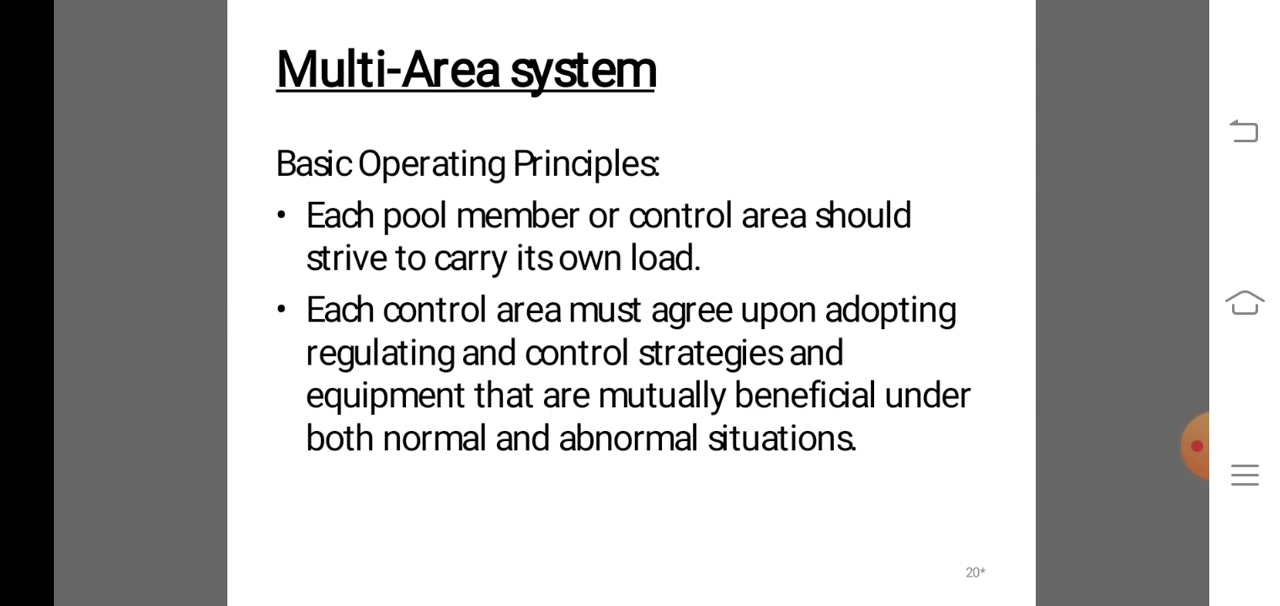 Multi-Area system
Basic Operating Principles:
• Each pool member or control area should
strive to carry its own load.
• Each control area must agree upon adopting
regulating and control strategies and
equipment that are mutually beneficial under
both normal and abnormal situations.
20*